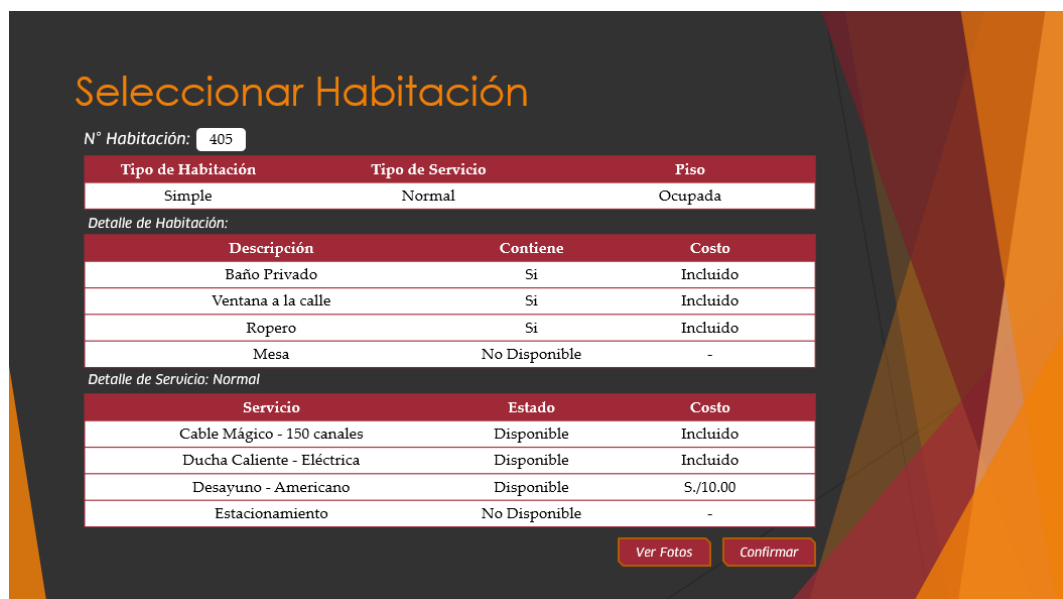 Seleccionar Habitación
N° Habitación: 405
Tipo de Habitación Tipo de Servicio Piso
Simple Normal Ocupada
Detalle de Habitación:
Descripción Contiene Costo
Baño Privado Si Incluido
Ventana a la calle Si Incluido
Ropero Si Incluido
Mesa No Disponible -
Detalle de Servicio: Normal
Servicio Estado Costo
Cable Mágico - 150 canales Disponible Incluido
Ducha Caliente - Eléctrica Disponible Incluido
Desayuno - Americano Disponible S./10.00
Estacionamiento No Disponible -
Ver Fotos Confirmar